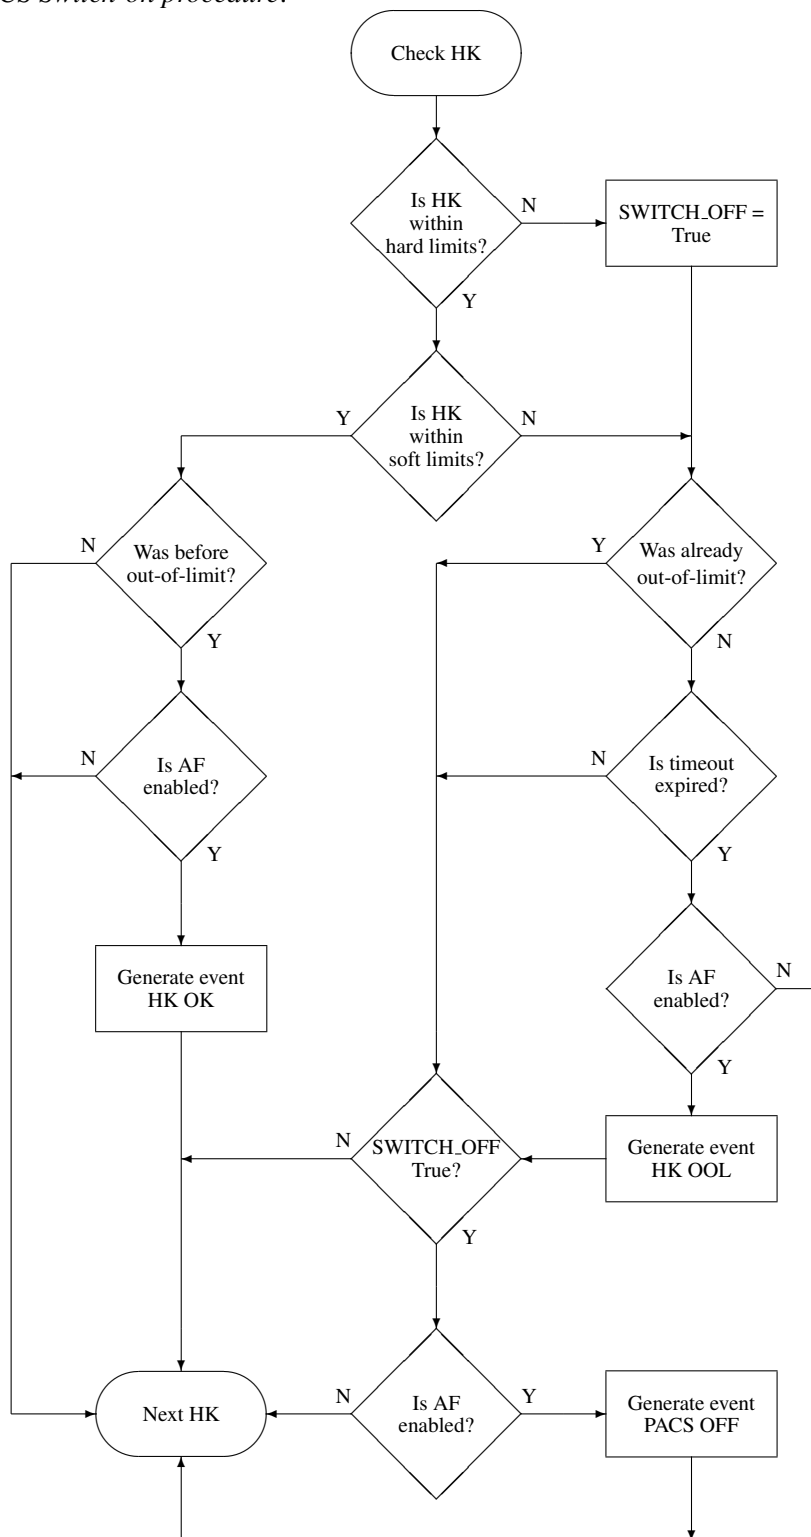 CS Switch-on procedure.
Check HK
Is HK
within
hard limits?
N
SWITCH_OFF =
True
Y
Is HK
within
soft limits?
Y
N
Was before
out-of-limit?
N
Y
Was already
out-of-limit?
Y
N
Is AF
enabled?
N
Y
Is timeout
expired?
N
Y
Generate event
HK OK
Is AF
enabled?
N
Y
SWITCH_OFF
True?
N
Y
Generate event
HK OOL
Next HK
Is AF
enabled?
N
Y
Generate event
PACS OFF